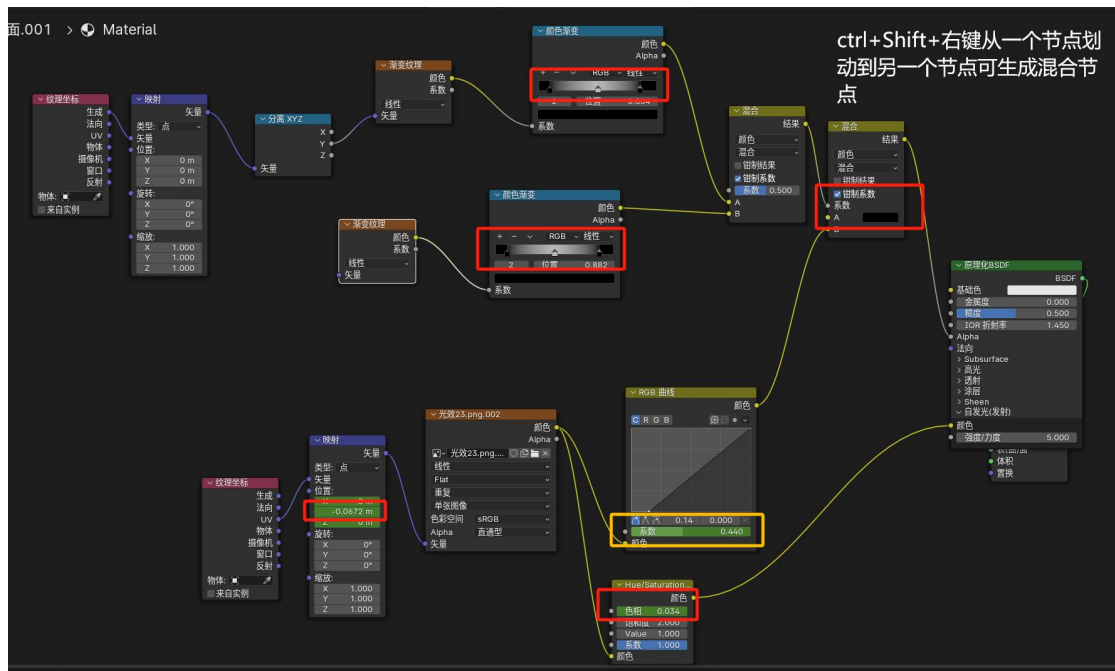 面.001 > Material
ctrl+Shift+右键从一个节点划
动到另一个节点可生成混合节
点
颜色渐变
颜色
Alpha
+ − RGB 线性
2 位置 0.664
系数
渐变纹理
颜色
系数
线性
矢量
纹理坐标
生成
法向
UV
物体
摄像机
窗口
反射
物体:
来自实例
映射
矢量
类型: 点
矢量
位置:
X 0 m
Y 0 m
Z 0 m
旋转:
X 0°
Y 0°
Z 0°
缩放:
X 1.000
Y 1.000
Z 1.000
分离 XYZ
X
Y
Z
矢量
混合
结果
颜色
混合
钳制结果
钳制系数
系数 0.500
A
B
混合
结果
颜色
混合
钳制结果
钳制系数
系数
A
B
颜色渐变
颜色
Alpha
+ − RGB 线性
2 位置 0.882
系数
渐变纹理
颜色
系数
线性
矢量
原理化BSDF
BSDF
基础色
金属度 0.000
糙度 0.500
IOR 折射率 1.450
Alpha
法向
Subsurface
高光
透射
涂层
Sheen
自发光(发射)
颜色
强度/力度 5.000
体积
置换
RGB 曲线
颜色
C R G B
0.14 0.000
系数 0.440
颜色
光效23.png.002
颜色
Alpha
光效23.png....
线性
Flat
重复
单张图像
色彩空间 sRGB
Alpha 直通型
矢量
映射
矢量
类型: 点
矢量
位置:
X 0 m
-0.0672 m
Z 0 m
旋转:
X 0°
Y 0°
Z 0°
缩放:
X 1.000
Y 1.000
Z 1.000
纹理坐标
生成
法向
UV
物体
摄像机
窗口
反射
物体:
来自实例
Hue/Saturation...
颜色
色相 0.034
饱和度 2.000
Value 1.000
系数 1.000
颜色